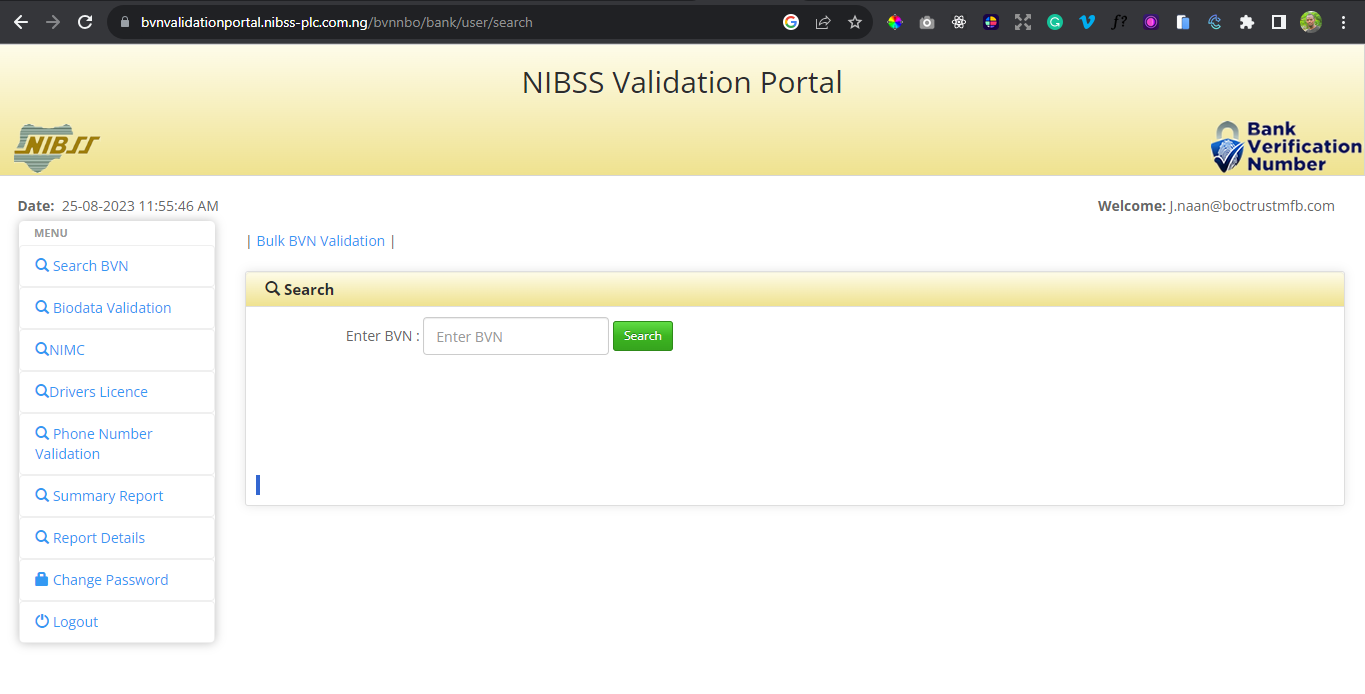 bvnvalidationportal.nibss-plc.com.ng/bvnnbo/bank/user/search
NIBSS Validation Portal
NIBSS
Bank
Verification
Number
Date: 25-08-2023 11:55:46 AM
Welcome: J.naan@boctrustmfb.com
MENU
Search BVN
Biodata Validation
NIMC
Drivers Licence
Phone Number
Validation
Summary Report
Report Details
Change Password
Logout
| Bulk BVN Validation |
Search
Enter BVN : Enter BVN Search